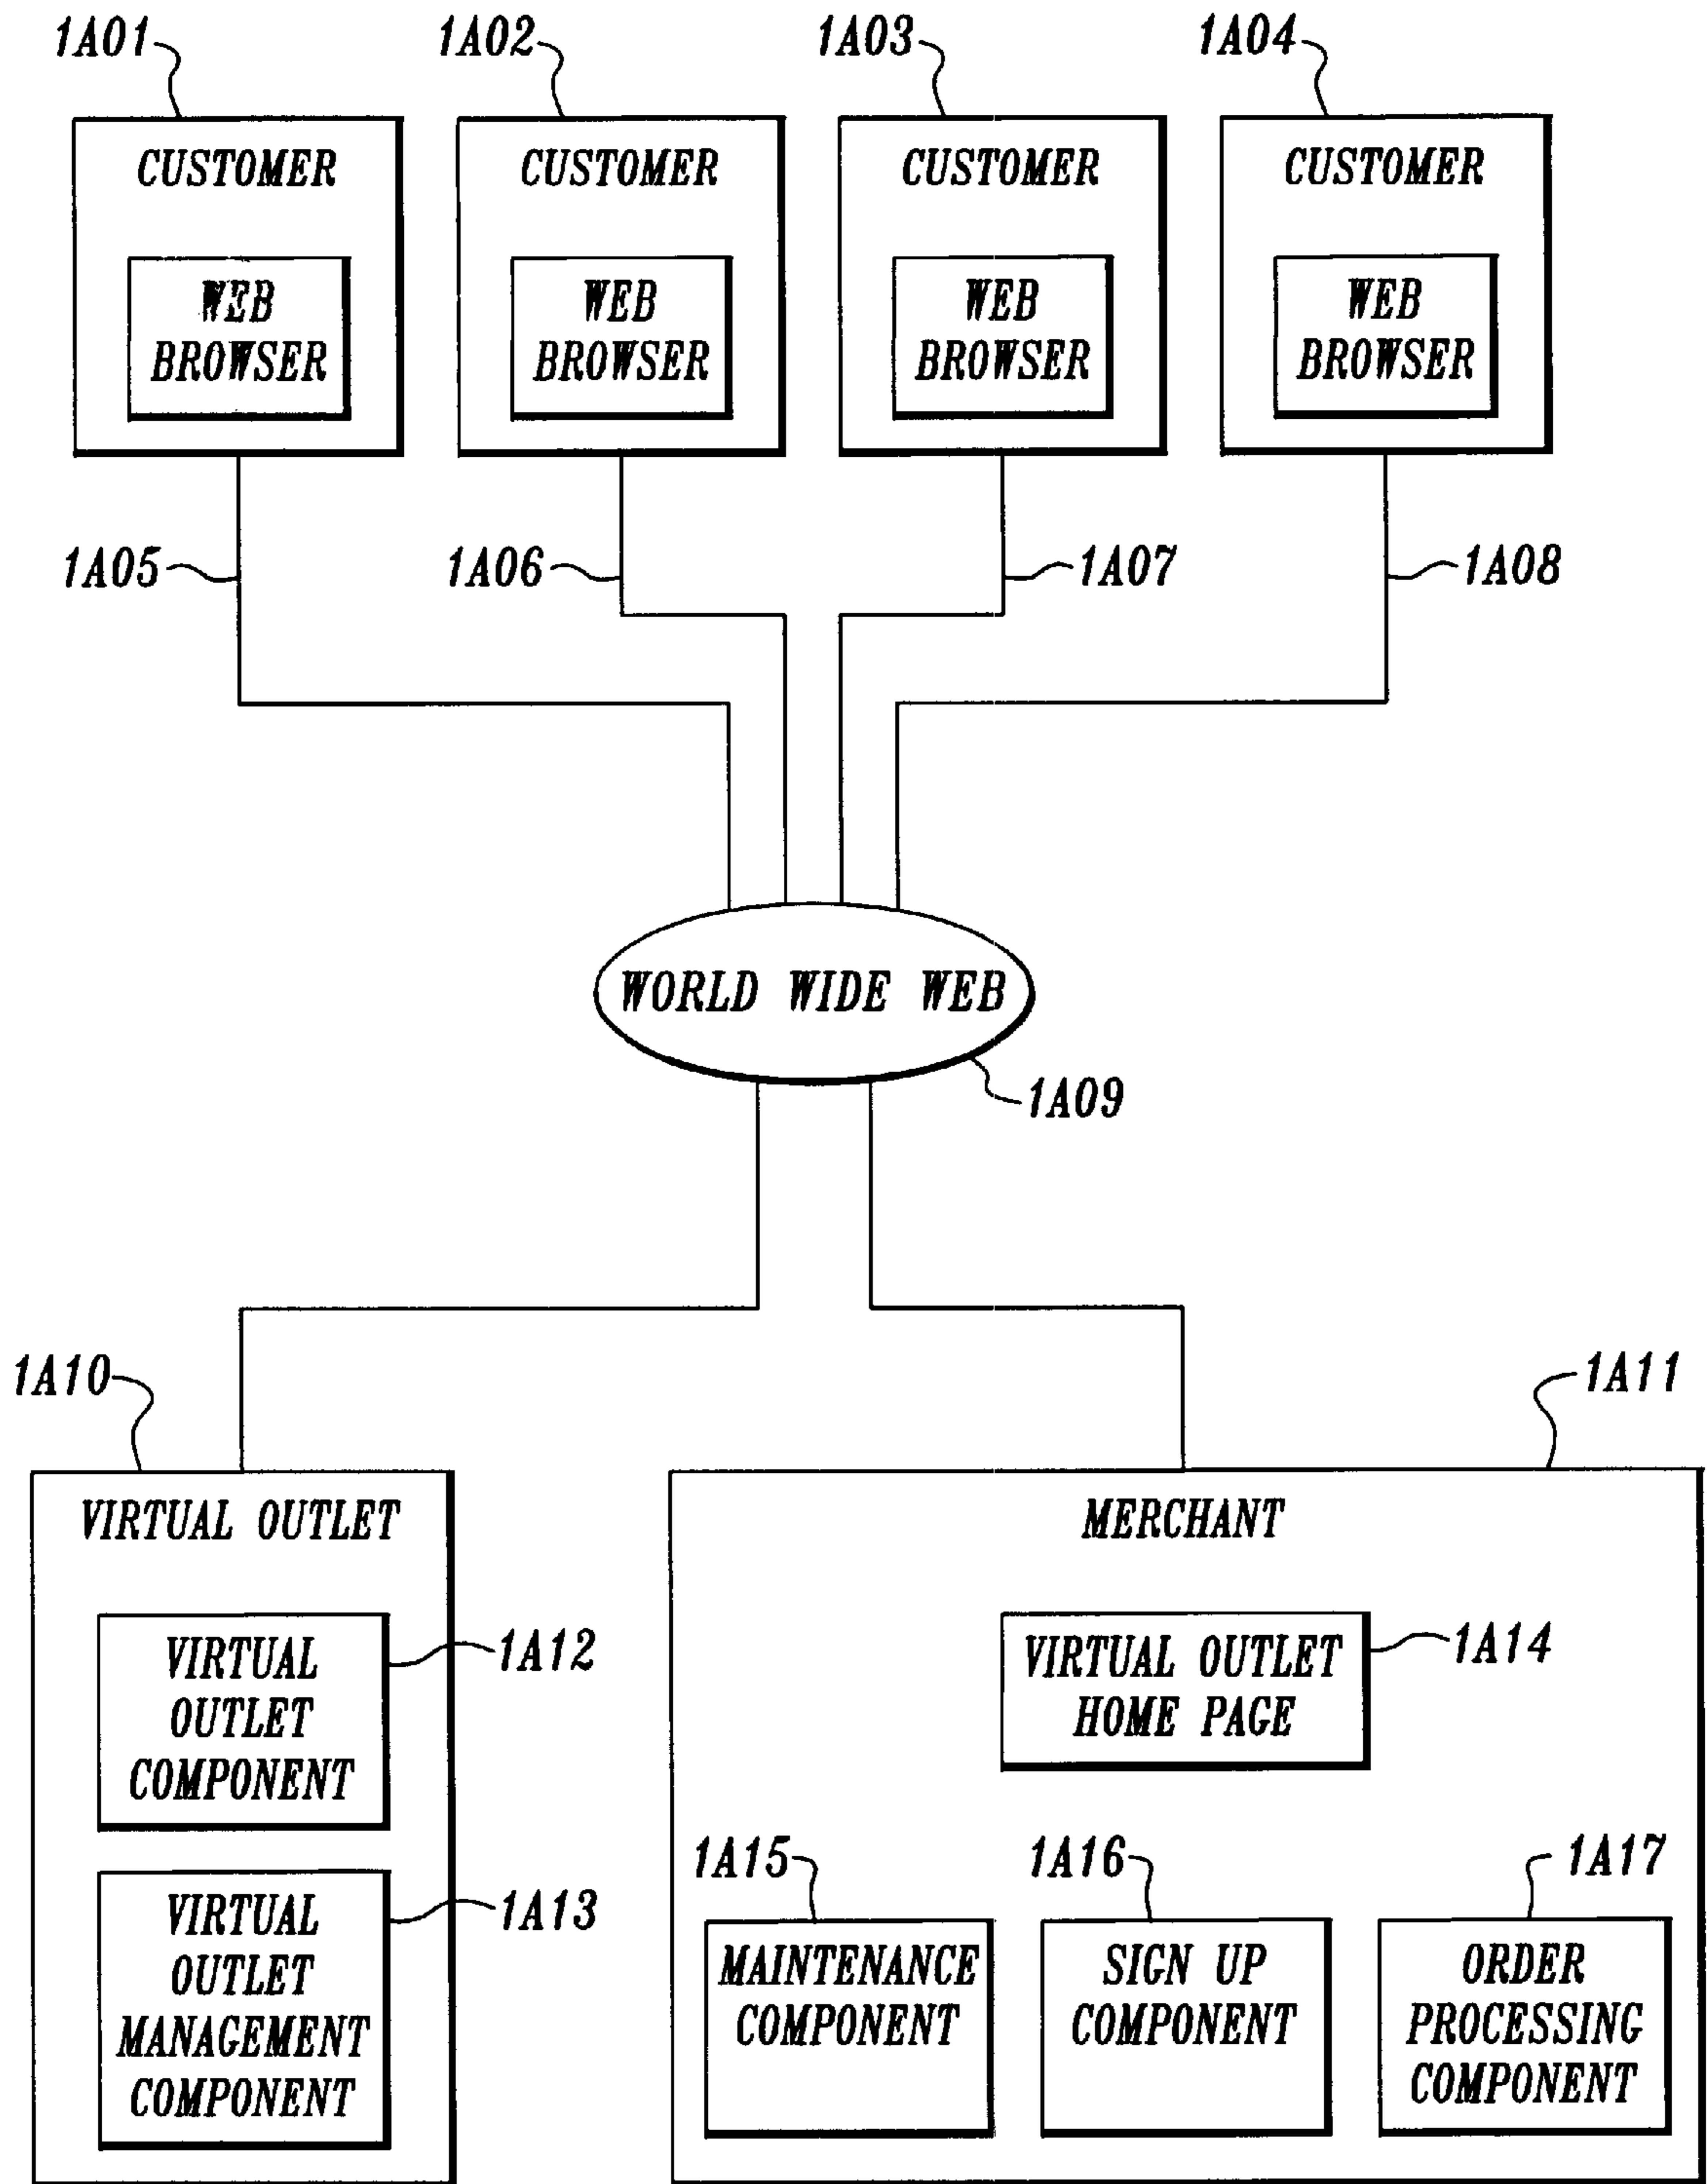 1A01
1A02
1A03
1A04
CUSTOMER
CUSTOMER
CUSTOMER
CUSTOMER
WEB
BROWSER
WEB
BROWSER
WEB
BROWSER
WEB
BROWSER
1A05
1A06
1A07
1A08
WORLD WIDE WEB
1A09
1A10
1A11
VIRTUAL OUTLET
VIRTUAL
OUTLET
COMPONENT
1A12
VIRTUAL
OUTLET
MANAGEMENT
COMPONENT
1A13
MERCHANT
VIRTUAL OUTLET
HOME PAGE
1A14
1A15
1A16
1A17
MAINTENANCE
COMPONENT
SIGN UP
COMPONENT
ORDER
PROCESSING
COMPONENT